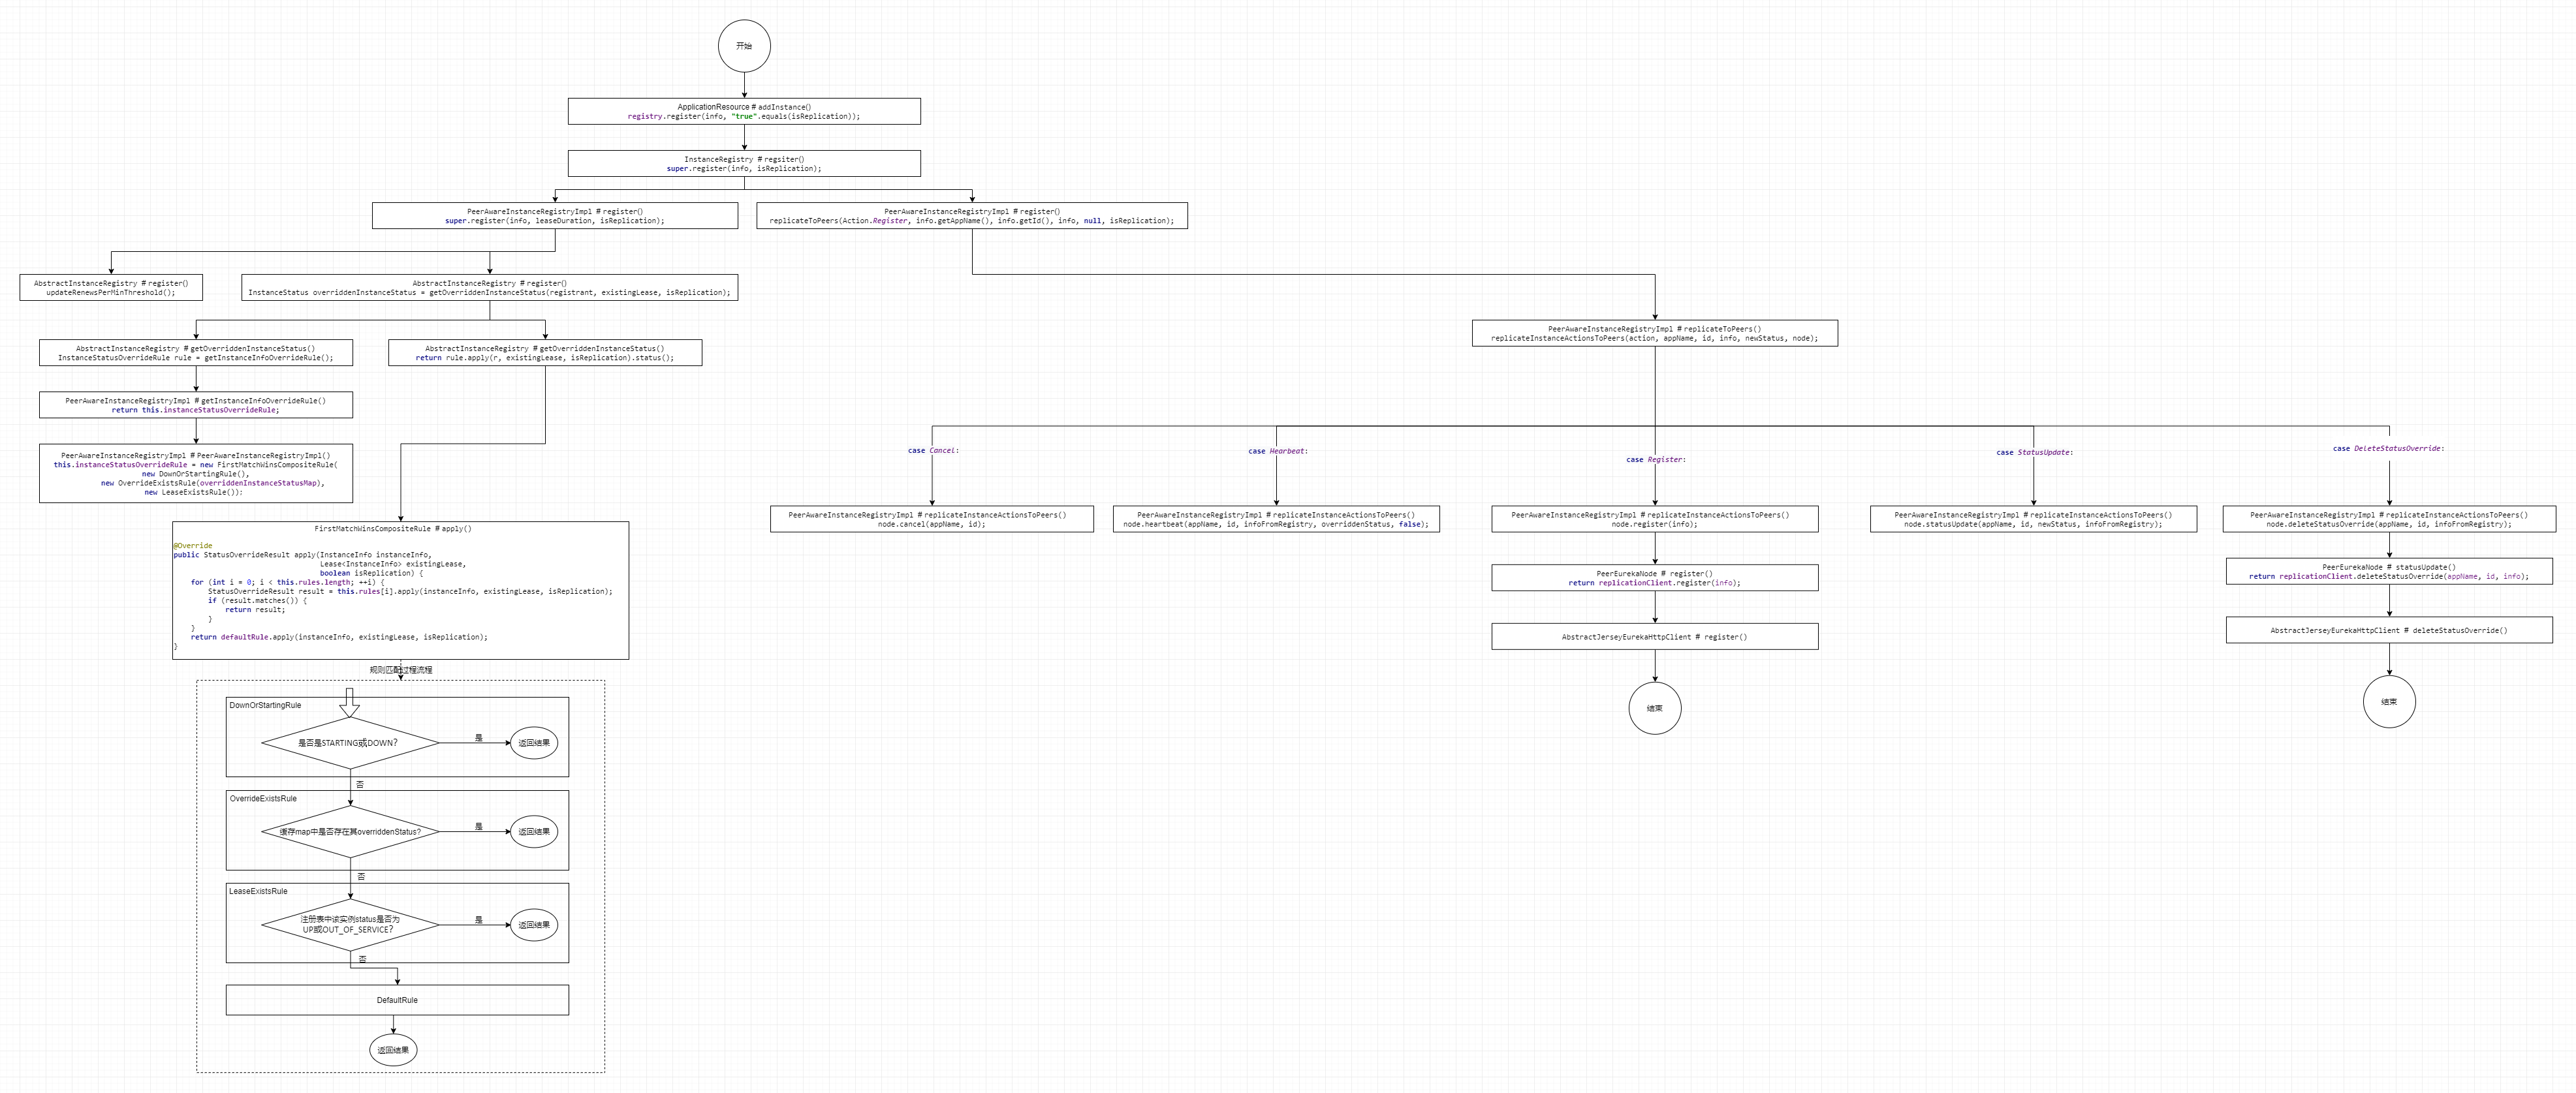 开始
ApplicationResource # addInstance()
registry.register(info, "true".equals(isReplication));
InstanceRegistry # regsiter()
super.register(info, isReplication);
PeerAwareInstanceRegistryImpl # register()
super.register(info, leaseDuration, isReplication);
PeerAwareInstanceRegistryImpl # register()
replicateToPeers(Action.Register, info.getAppName(), info.getId(), info, null, isReplication);
AbstractInstanceRegistry # register()
updateRenewsPerMinThreshold();
AbstractInstanceRegistry # register()
InstanceStatus overriddenInstanceStatus = getOverriddenInstanceStatus(registrant, existingLease, isReplication);
AbstractInstanceRegistry # getOverriddenInstanceStatus()
InstanceStatusOverrideRule rule = getInstanceInfoOverrideRule();
AbstractInstanceRegistry # getOverriddenInstanceStatus()
return rule.apply(r, existingLease, isReplication).status();
PeerAwareInstanceRegistryImpl # replicateToPeers()
replicateInstanceActionsToPeers(action, appName, id, info, newStatus, node);
PeerAwareInstanceRegistryImpl # getInstanceInfoOverrideRule()
return this.instanceStatusOverrideRule;
PeerAwareInstanceRegistryImpl # PeerAwareInstanceRegistryImpl()
this.instanceStatusOverrideRule = new FirstMatchWinsCompositeRule(
new DownOrStartingRule(),
new OverrideExistsRule(overriddenInstanceStatusMap),
new LeaseExistsRule());
case Cancel:
case Hearbeat:
case Register:
case StatusUpdate:
case DeleteStatusOverride:
PeerAwareInstanceRegistryImpl # replicateInstanceActionsToPeers()
node.cancel(appName, id);
PeerAwareInstanceRegistryImpl # replicateInstanceActionsToPeers()
node.heartbeat(appName, id, infoFromRegistry, overriddenStatus, false);
PeerAwareInstanceRegistryImpl # replicateInstanceActionsToPeers()
node.register(info);
PeerAwareInstanceRegistryImpl # replicateInstanceActionsToPeers()
node.statusUpdate(appName, id, newStatus, infoFromRegistry);
PeerAwareInstanceRegistryImpl # replicateInstanceActionsToPeers()
node.deleteStatusOverride(appName, id, infoFromRegistry);
PeerEurekaNode # register()
return replicationClient.register(info);
PeerEurekaNode # statusUpdate()
return replicationClient.deleteStatusOverride(appName, id, info);
AbstractJerseyEurekaHttpClient # register()
AbstractJerseyEurekaHttpClient # deleteStatusOverride()
结束
结束
FirstMatchWinsCompositeRule # apply()
@Override
public StatusOverrideResult apply(InstanceInfo instanceInfo,
Lease<InstanceInfo> existingLease,
boolean isReplication) {
for (int i = 0; i < this.rules.length; ++i) {
StatusOverrideResult result = this.rules[i].apply(instanceInfo, existingLease, isReplication);
if (result.matches()) {
return result;
}
}
return defaultRule.apply(instanceInfo, existingLease, isReplication);
}
规则匹配过程流程
DownOrStartingRule
是否是STARTING或DOWN?
是
返回结果
否
OverrideExistsRule
缓存map中是否存在其overriddenStatus?
是
返回结果
否
LeaseExistsRule
注册表中该实例status是否为
UP或OUT_OF_SERVICE?
是
返回结果
否
DefaultRule
返回结果